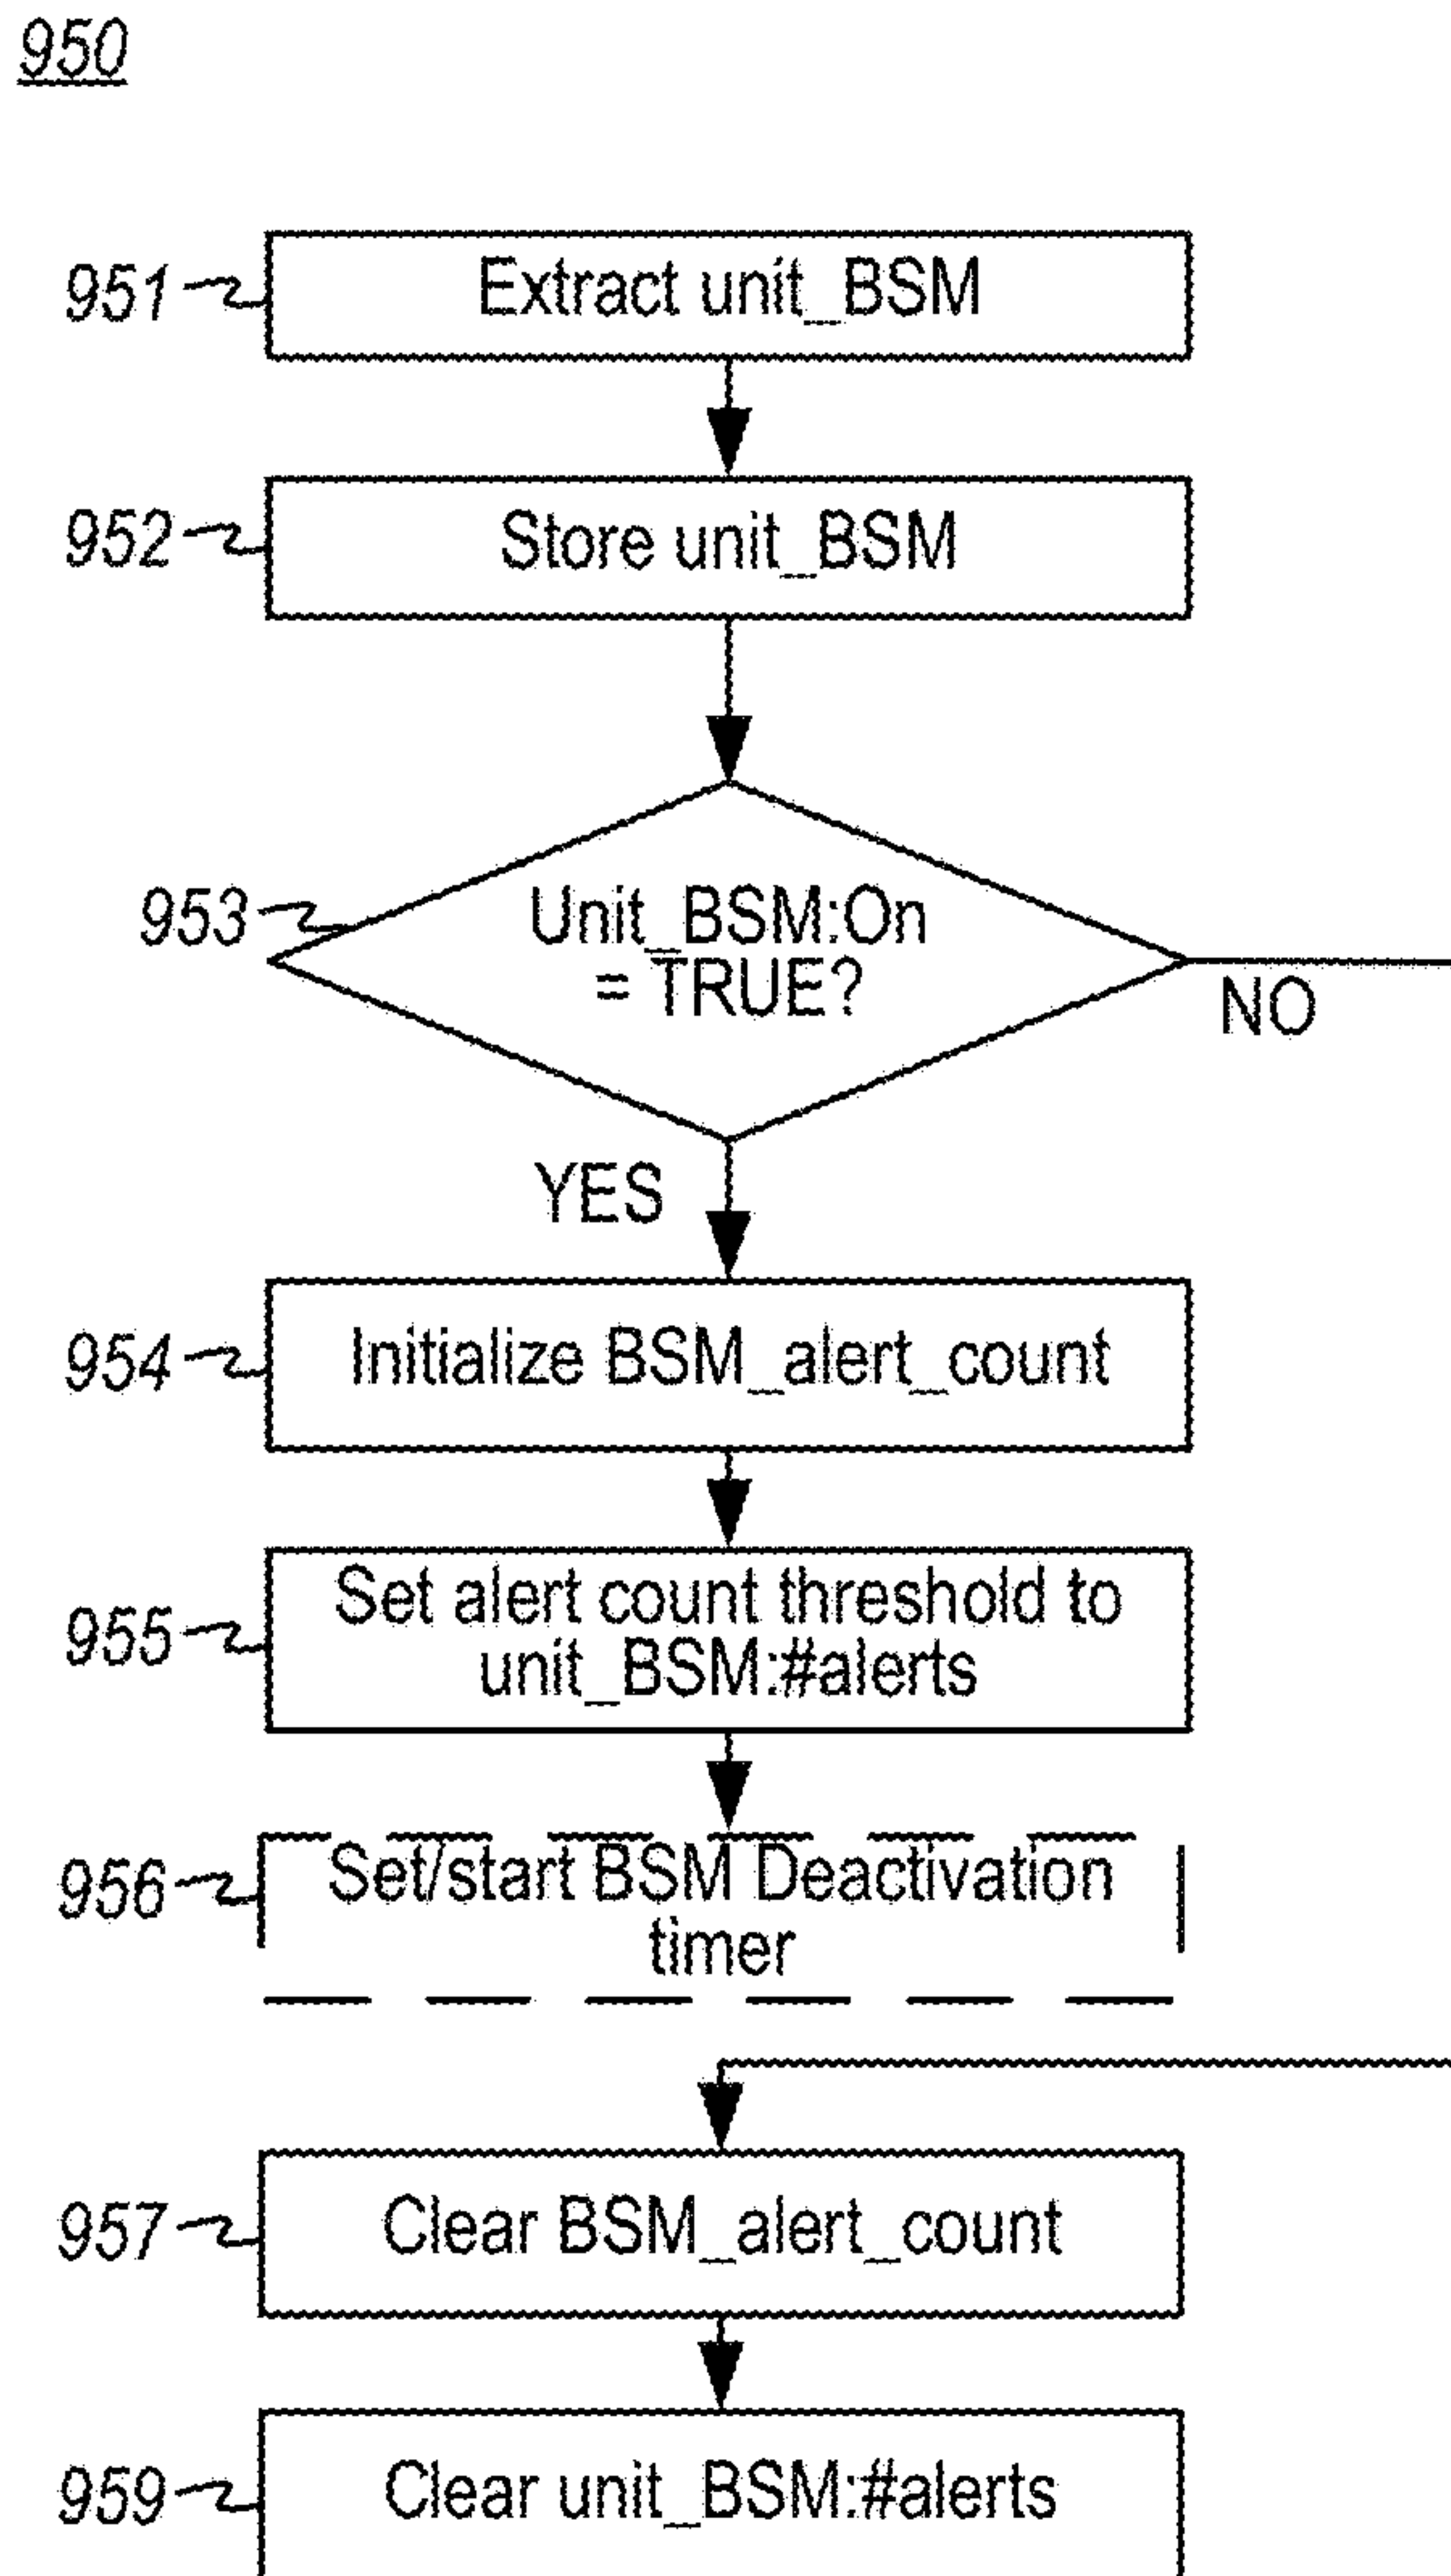 950
951
Extract unit_BSM
952
Store unit_BSM
953
Unit_BSM:On
= TRUE?
NO
YES
954
Initialize BSM_alert_count
955
Set alert count threshold to
unit_BSM:#alerts
956
Set/start BSM Deactivation
timer
957
Clear BSM_alert_count
959
Clear unit_BSM:#alerts